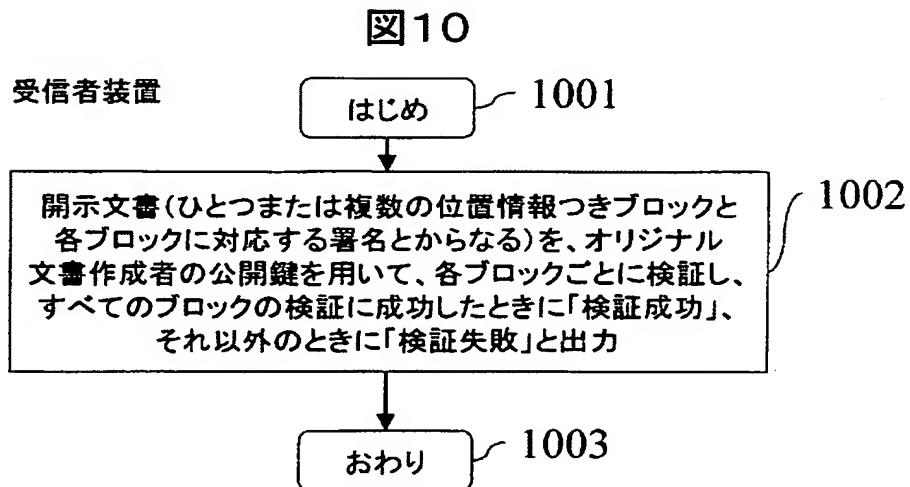 図10
受信者装置
はじめ
1001
開示文書(ひとつまたは複数の位置情報つきブロックと
各ブロックに対応する署名とからなる)を、オリジナル
文書作成者の公開鍵を用いて、各ブロックごとに検証し、
すべてのブロックの検証に成功したときに「検証成功」、
それ以外のときに「検証失敗」と出力
1002
おわり
1003